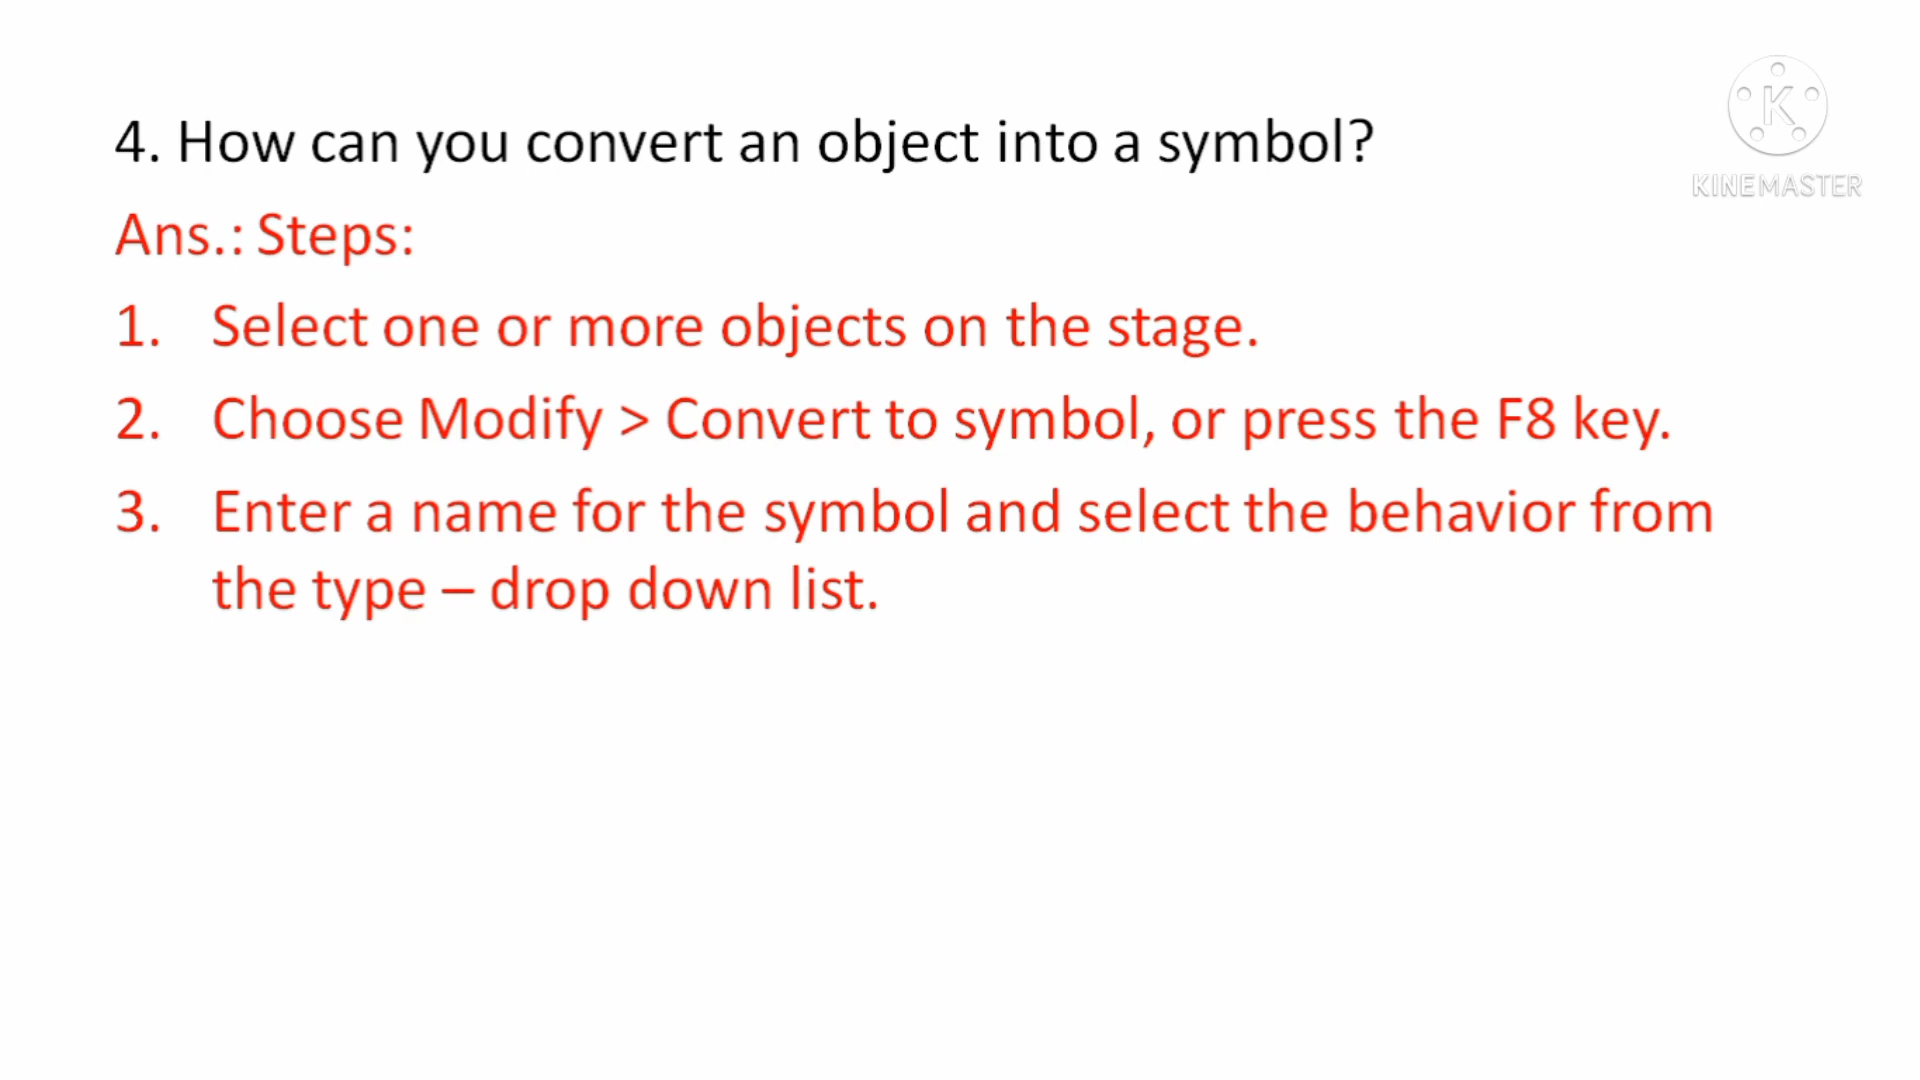 4. How can you convert an object into a symbol?
K
KINEMASTER
Ans.: Steps:
1. Select one or more objects on the stage.
2. Choose Modify > Convert to symbol, or press the F8 key.
3. Enter a name for the symbol and select the behavior from
the type – drop down list.